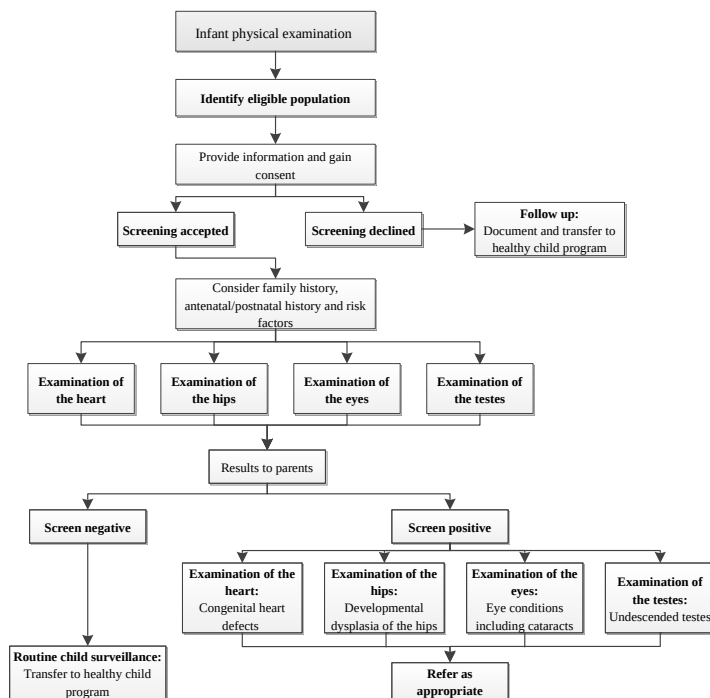 Infant physical examination
Identify eligible population
Provide information and gain
consent
Screening accepted
Screening declined
Follow up:
Document and transfer to
healthy child program
Consider family history,
antenatal/postnatal history and risk
factors
Examination of
the heart
Examination of
the hips
Examination of
the eyes
Examination of
the testes
Results to parents
Screen negative
Screen positive
Examination of the
heart:
Congenital heart
defects
Examination of the
hips:
Developmental
dysplasia of the hips
Examination of the
eyes:
Eye conditions
including cataracts
Examination of
the testes:
Undescended testes
Routine child surveillance:
Transfer to healthy child
program
Refer as
appropriate